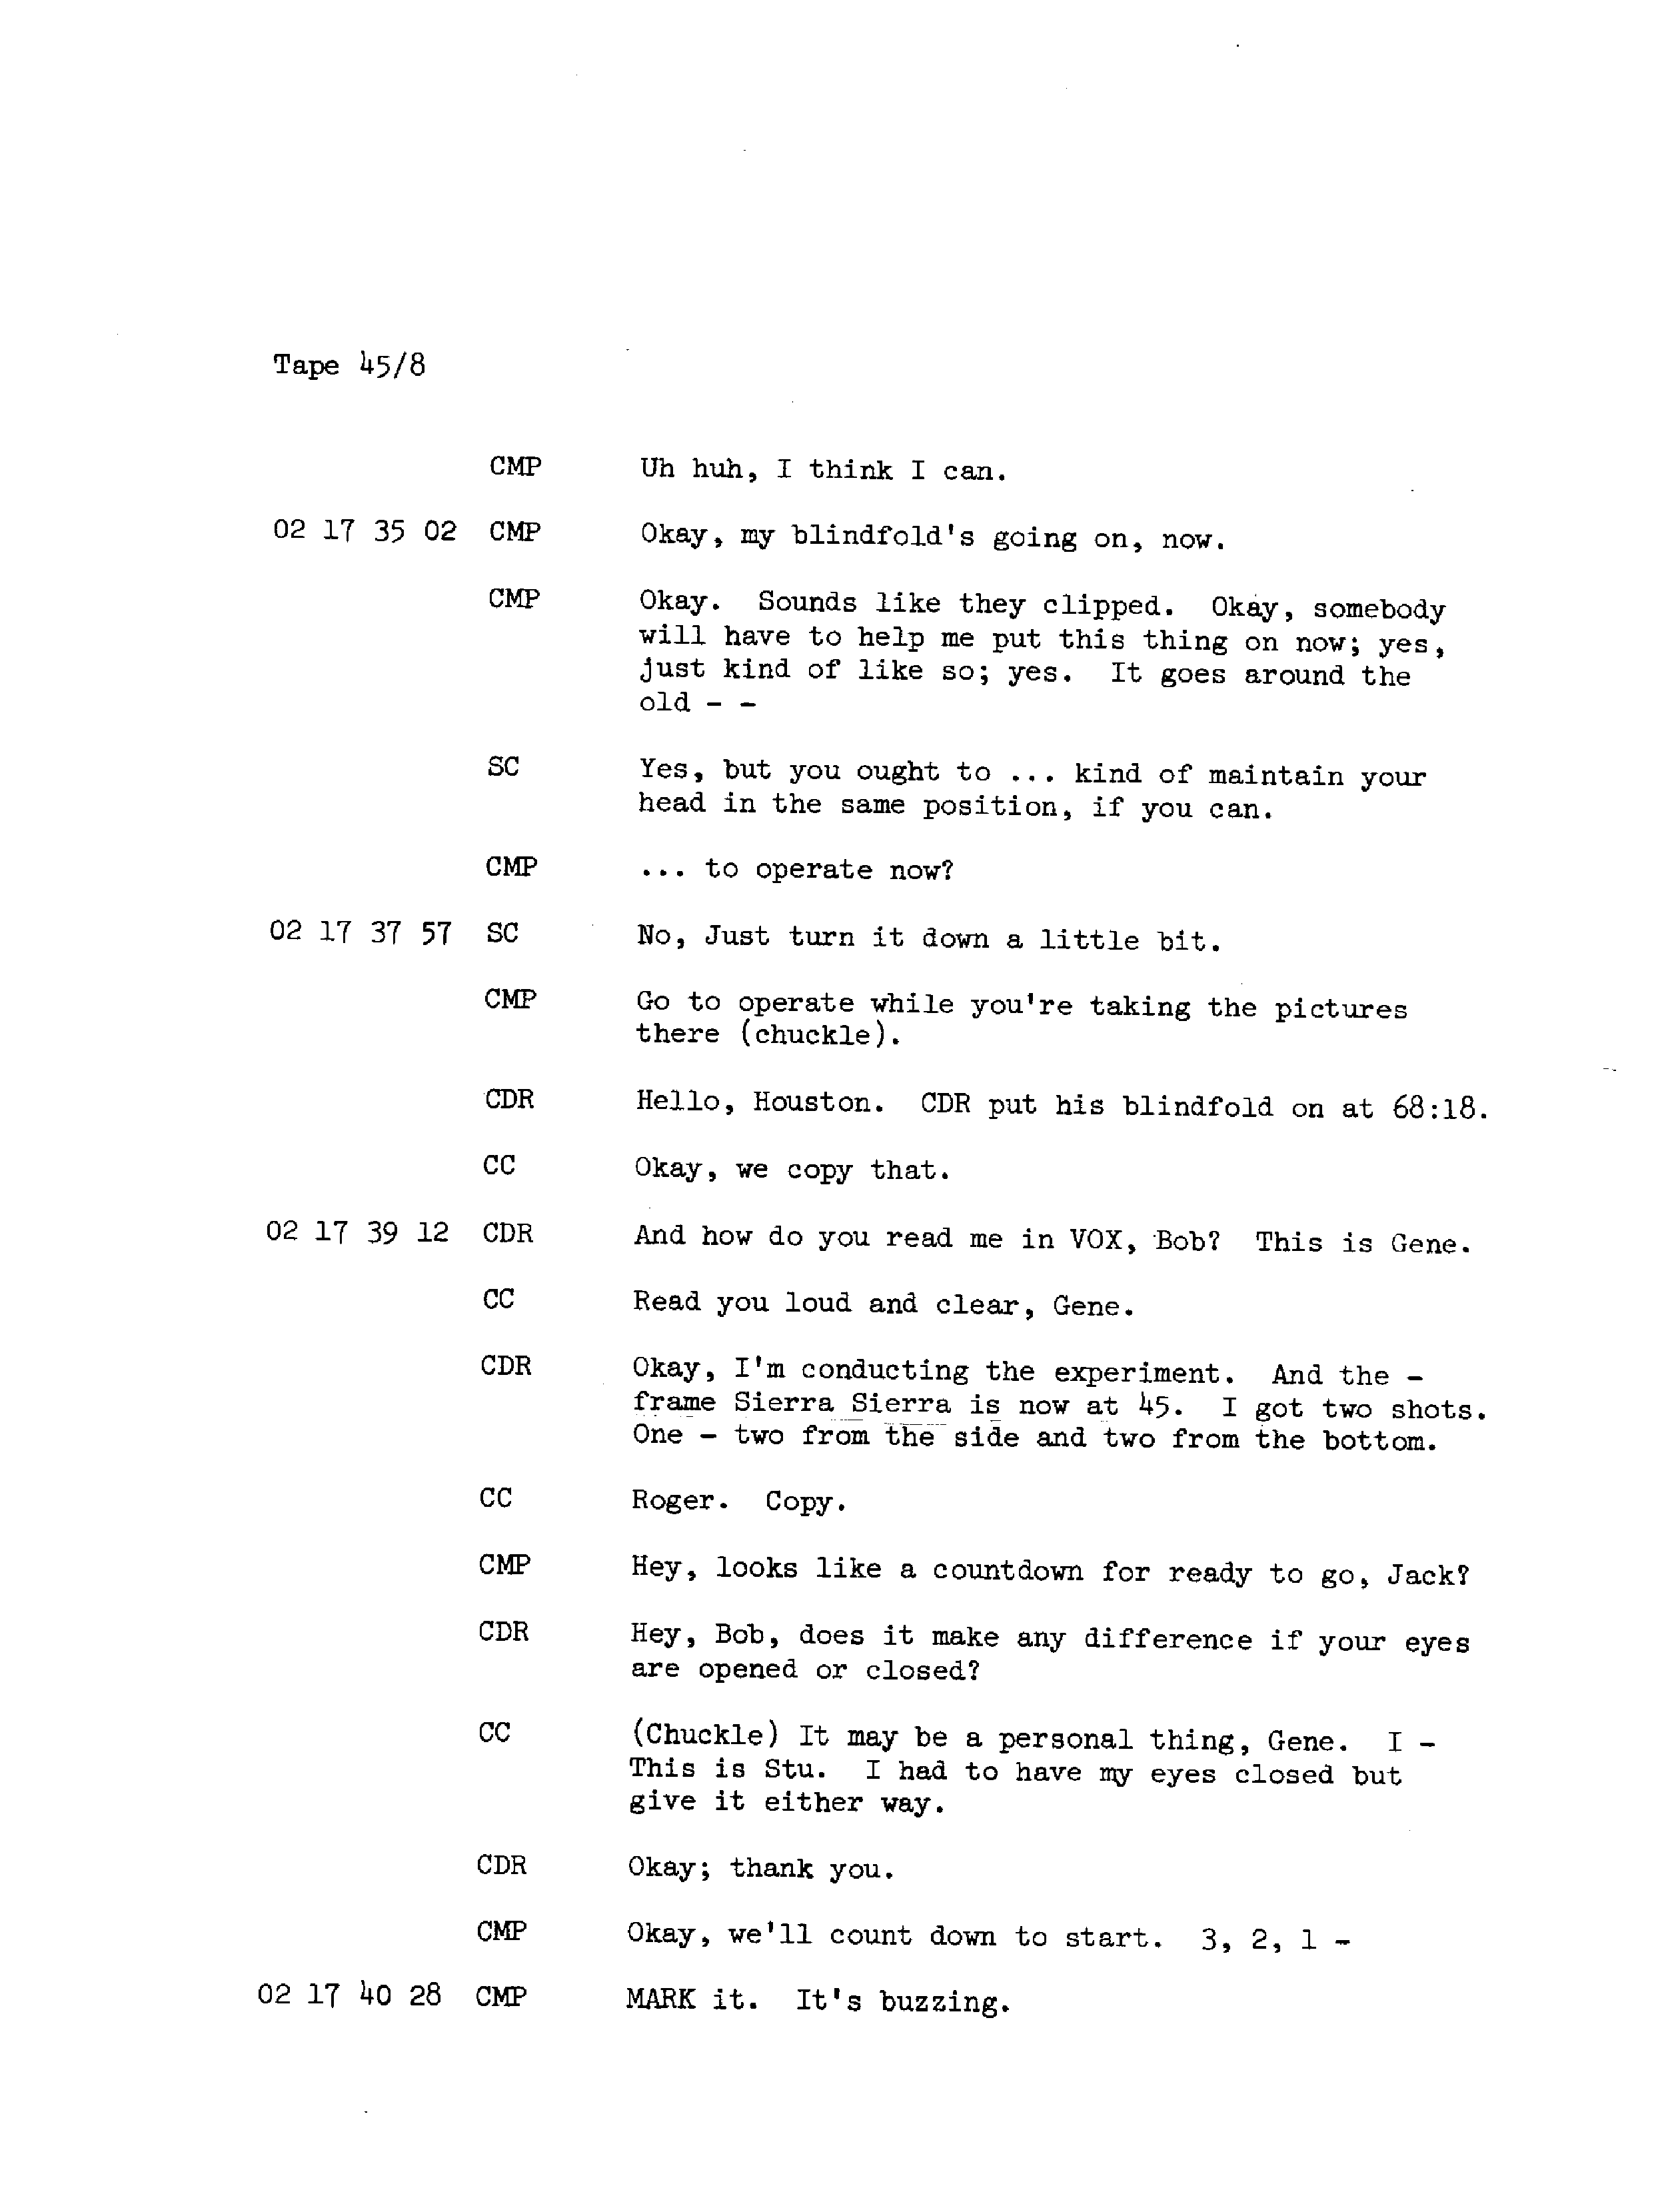 Tape 45/8
CMP Uh huh, I think I can.
02 17 35 02 CMP Okay, my blindfold's going on, now.
CMP Okay. Sounds like they clipped. Okay, somebody
will have to help me put this thing on now; yes,
just kind of like so; yes. It goes around the
old - -
SC Yes, but you ought to ... kind of maintain your
head in the same position, if you can.
CMP ... to operate now?
02 17 37 57 SC No, Just turn it down a little bit.
CMP Go to operate while you're taking the pictures
there (chuckle).
CDR Hello, Houston. CDR put his blindfold on at 68:18.
CC Okay, we copy that.
02 17 39 12 CDR And how do you read me in VOX, Bob? This is Gene.
CC Read you loud and clear, Gene.
CDR Okay, I'm conducting the experiment. And the -
frame Sierra Sierra is now at 45. I got two shots.
One - two from the side and two from the bottom.
CC Roger. Copy.
CMP Hey, looks like a countdown for ready to go, Jack?
CDR Hey, Bob, does it make any difference if your eyes
are opened or closed?
CC (Chuckle) It may be a personal thing, Gene. I -
This is Stu. I had to have my eyes closed but
give it either way.
CDR Okay; thank you.
CMP Okay, we'll count down to start. 3, 2, 1 -
02 17 40 28 CMP MARK it. It's buzzing.